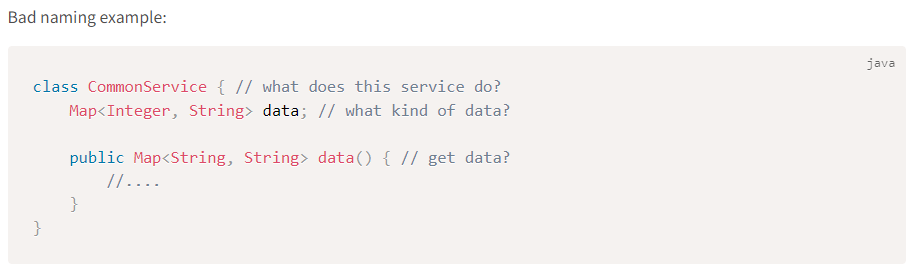 Bad naming example:
java
class CommonService { // what does this service do?
    Map<Integer, String> data; // what kind of data?
    public Map<String, String> data() { // get data?
        //....
    }
}